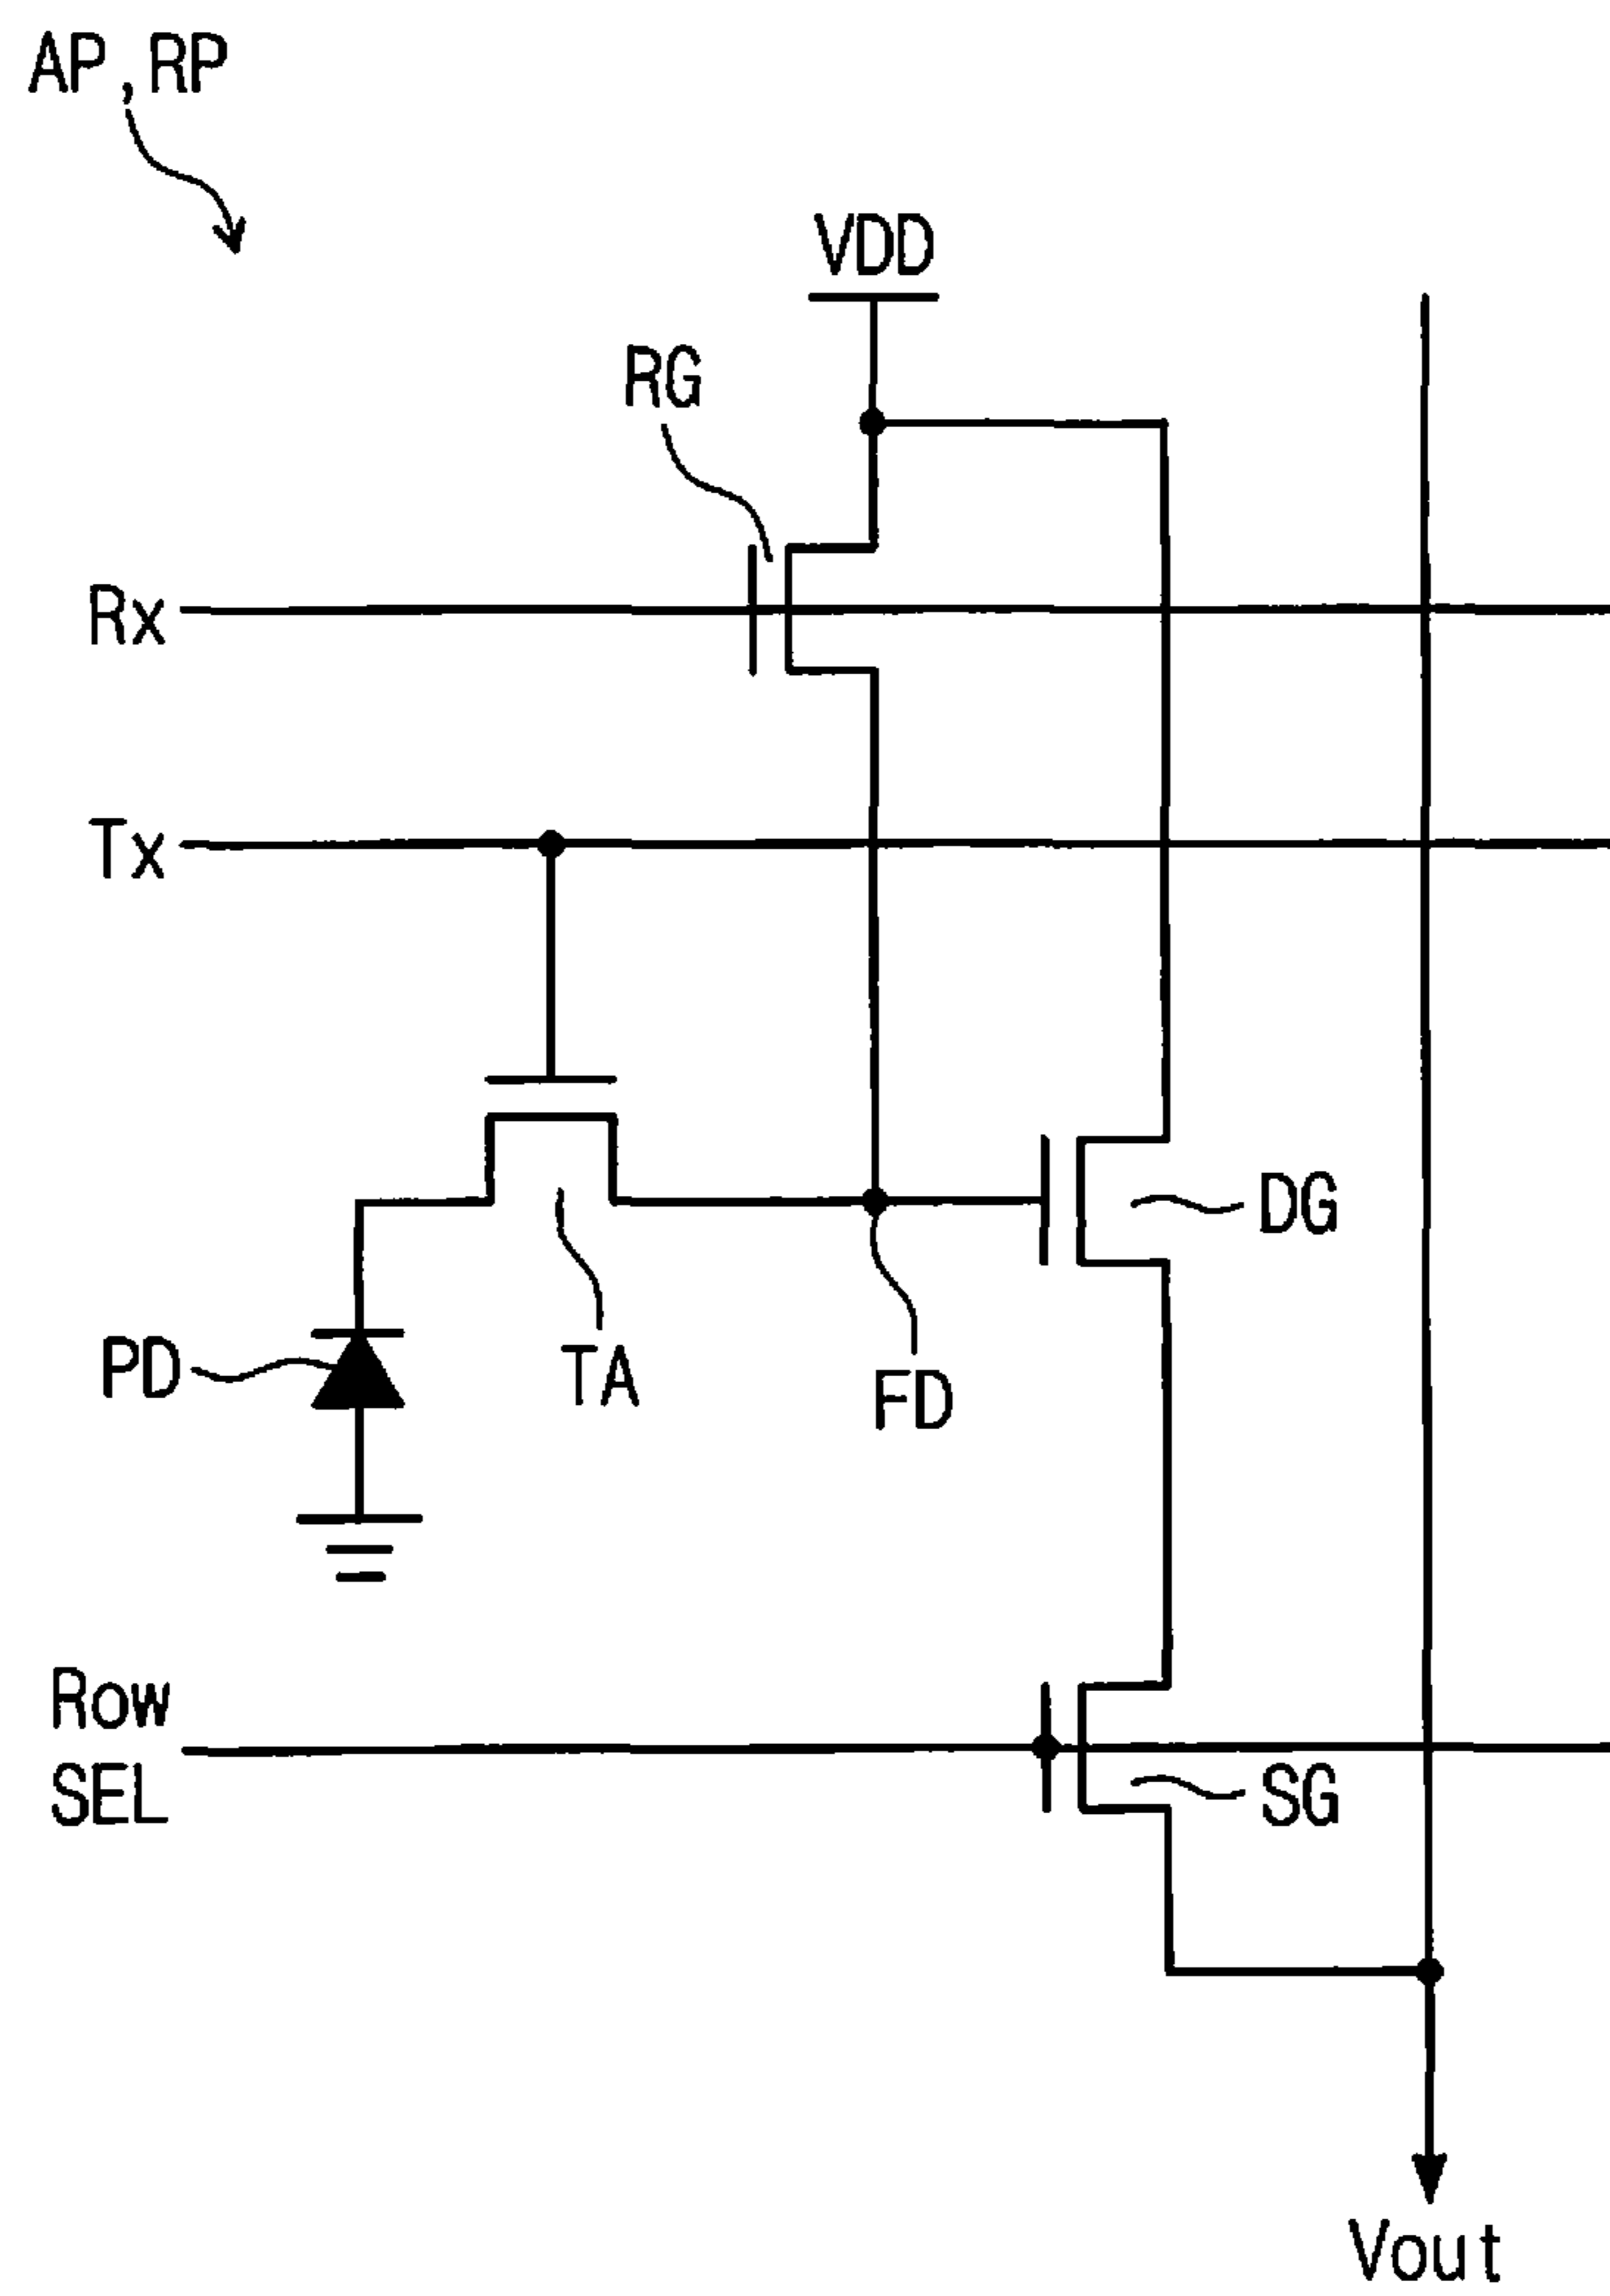 AP,RP
VDD
RG
Rx
Tx
DG
PD
TA
FD
Row
SEL
SG
Vout